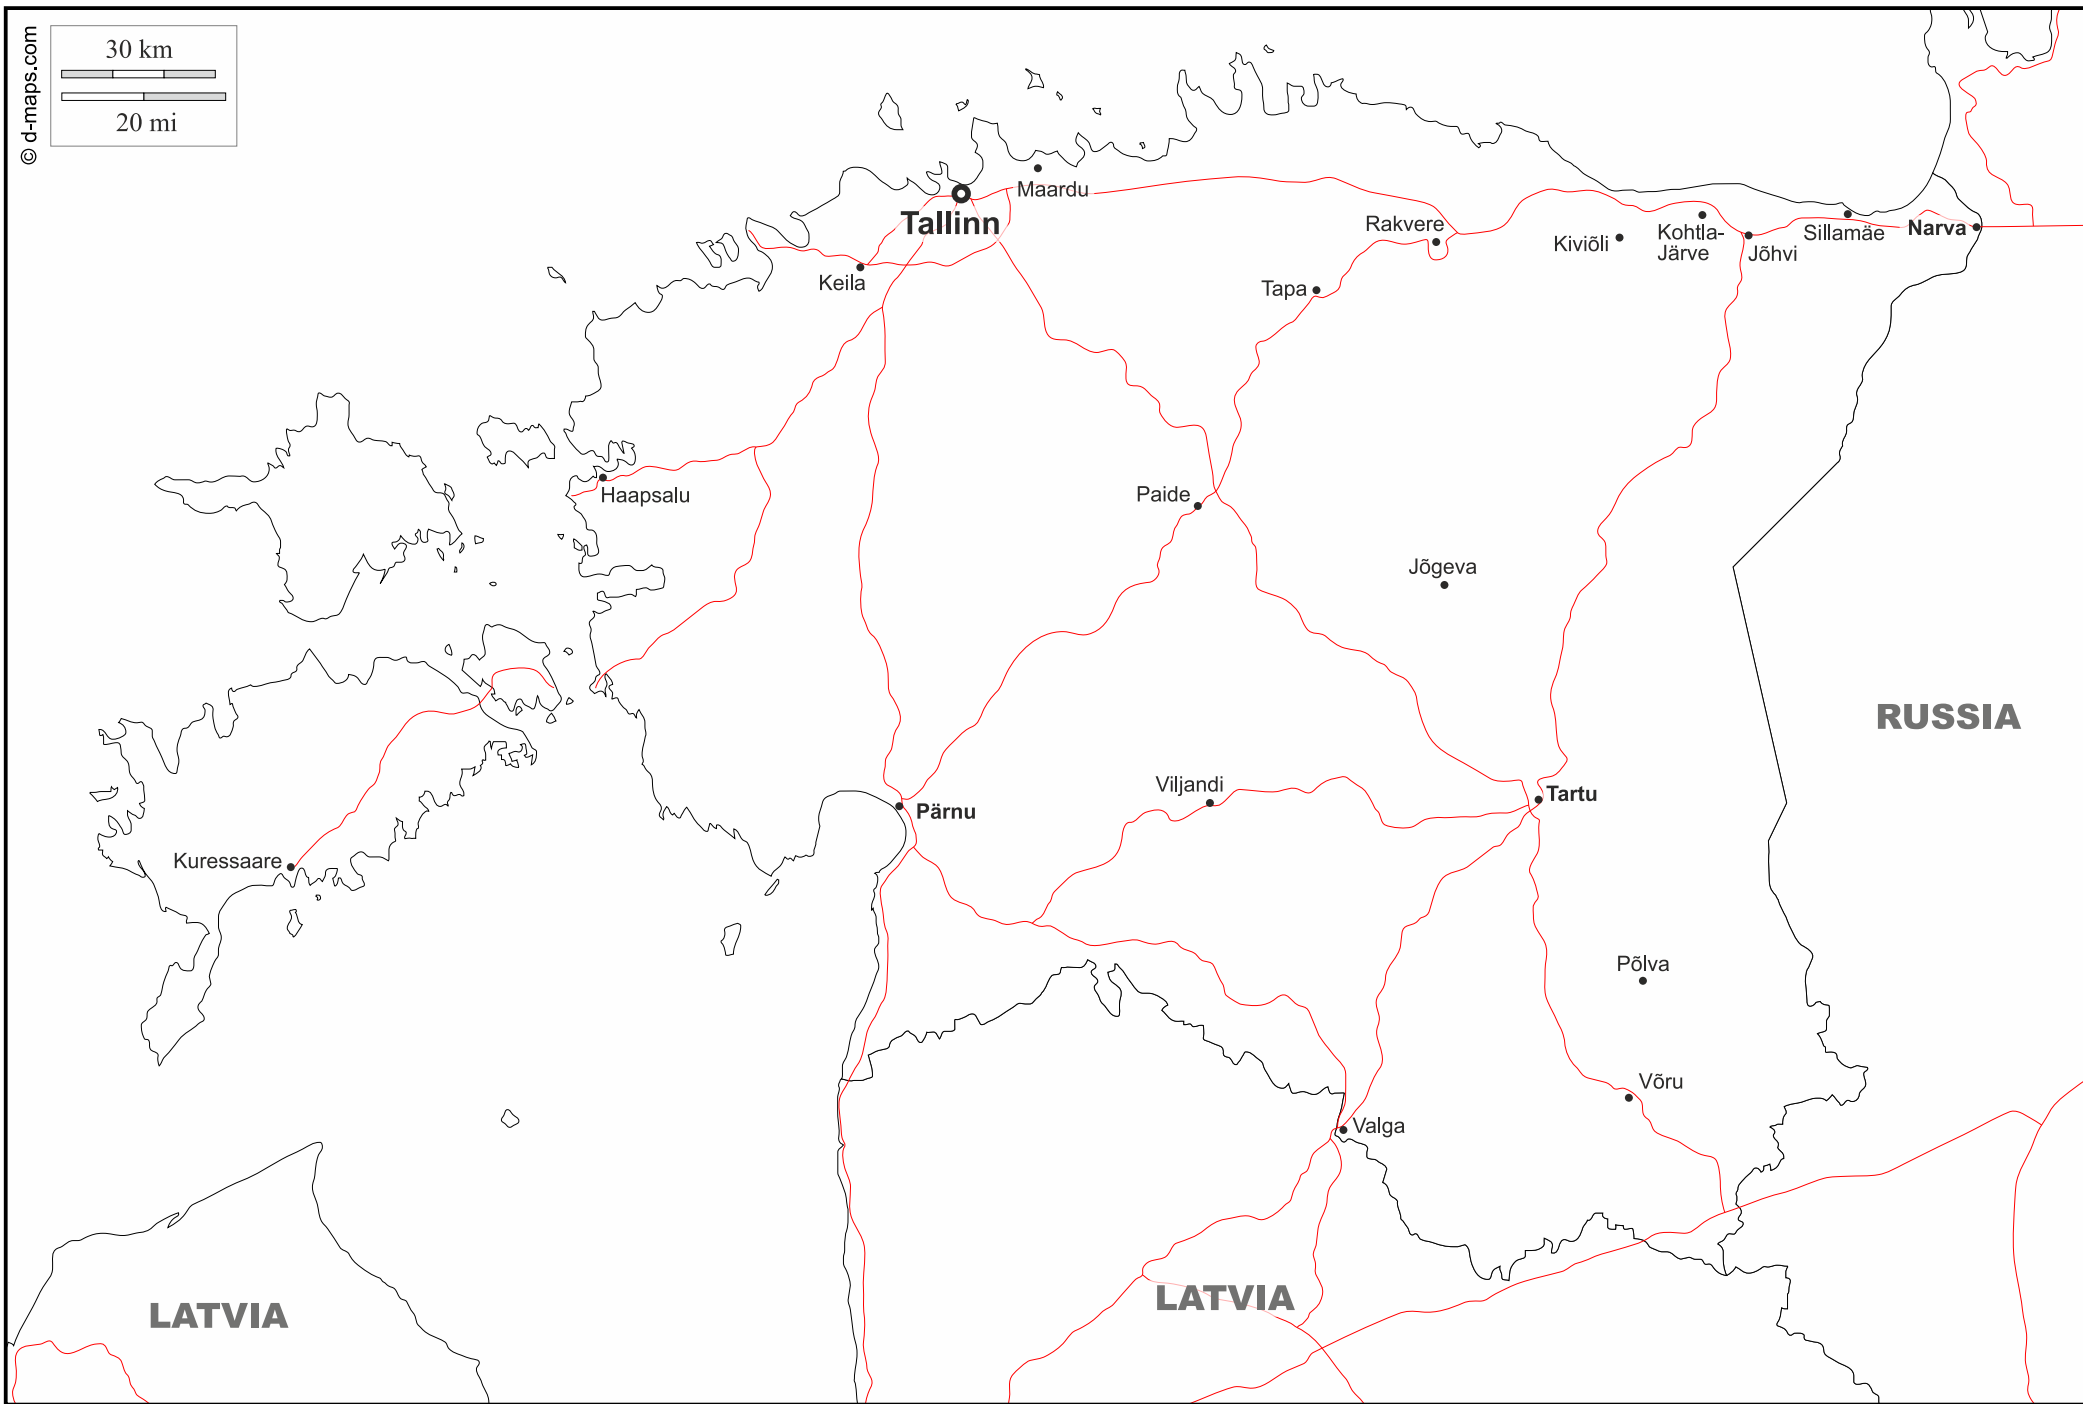 © d-maps.com
30 km
20 mi
Maardu
Tallinn
Keila
Rakvere
Kiviõli
Kohtla-
Järve
Jõhvi
Sillamäe
Narva
Tapa
Haapsalu
Paide
Jõgeva
RUSSIA
Viljandi
Tartu
Pärnu
Kuressaare
Põlva
Võru
Valga
LATVIA
LATVIA